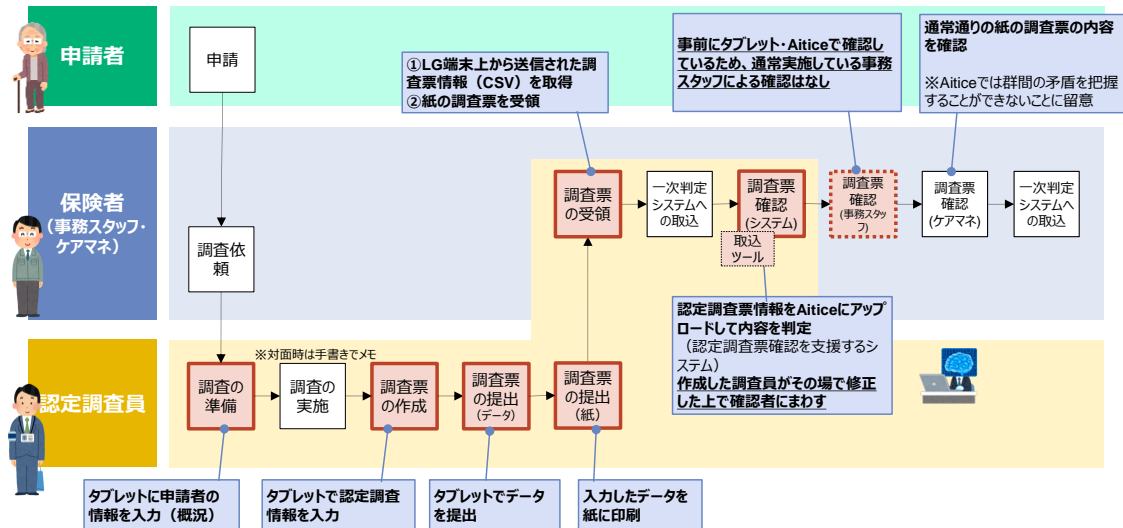 申請者
申請
①LG端末上から送信された調
査票情報（CSV）を取得
②紙の調査票を受領
事前にタブレット・Aiticeで確認し
ているため、通常実施している事務
スタッフによる確認はなし
通常通りの紙の調査票の内容
を確認
※Aiticeでは群間の矛盾を把握
することができないことに留意
保険者
（事務スタッフ・
ケアマネ）
調査依
頼
調査票
の受領
一次判定
システムへ
の取込
調査票
確認
(システム)
取込
ツール
調査票
確認
(事務スタッ
フ)
調査票
確認
(ケアマネ)
一次判定
システムへ
の取込
認定調査票情報をAiticeにアップ
ロードして内容を判定
（認定調査票確認を支援するシ
ステム）
作成した調査員がその場で修正
した上で確認者にまわす
認定調査員
※対面時は手書きでメモ
調査の
準備
調査の
実施
調査票
の作成
調査票
の提出
(データ)
調査票
の提出
(紙)
タブレットに申請者の
情報を入力（概況）
タブレットで認定調査
情報を入力
タブレットでデータ
を提出
入力したデータを
紙に印刷